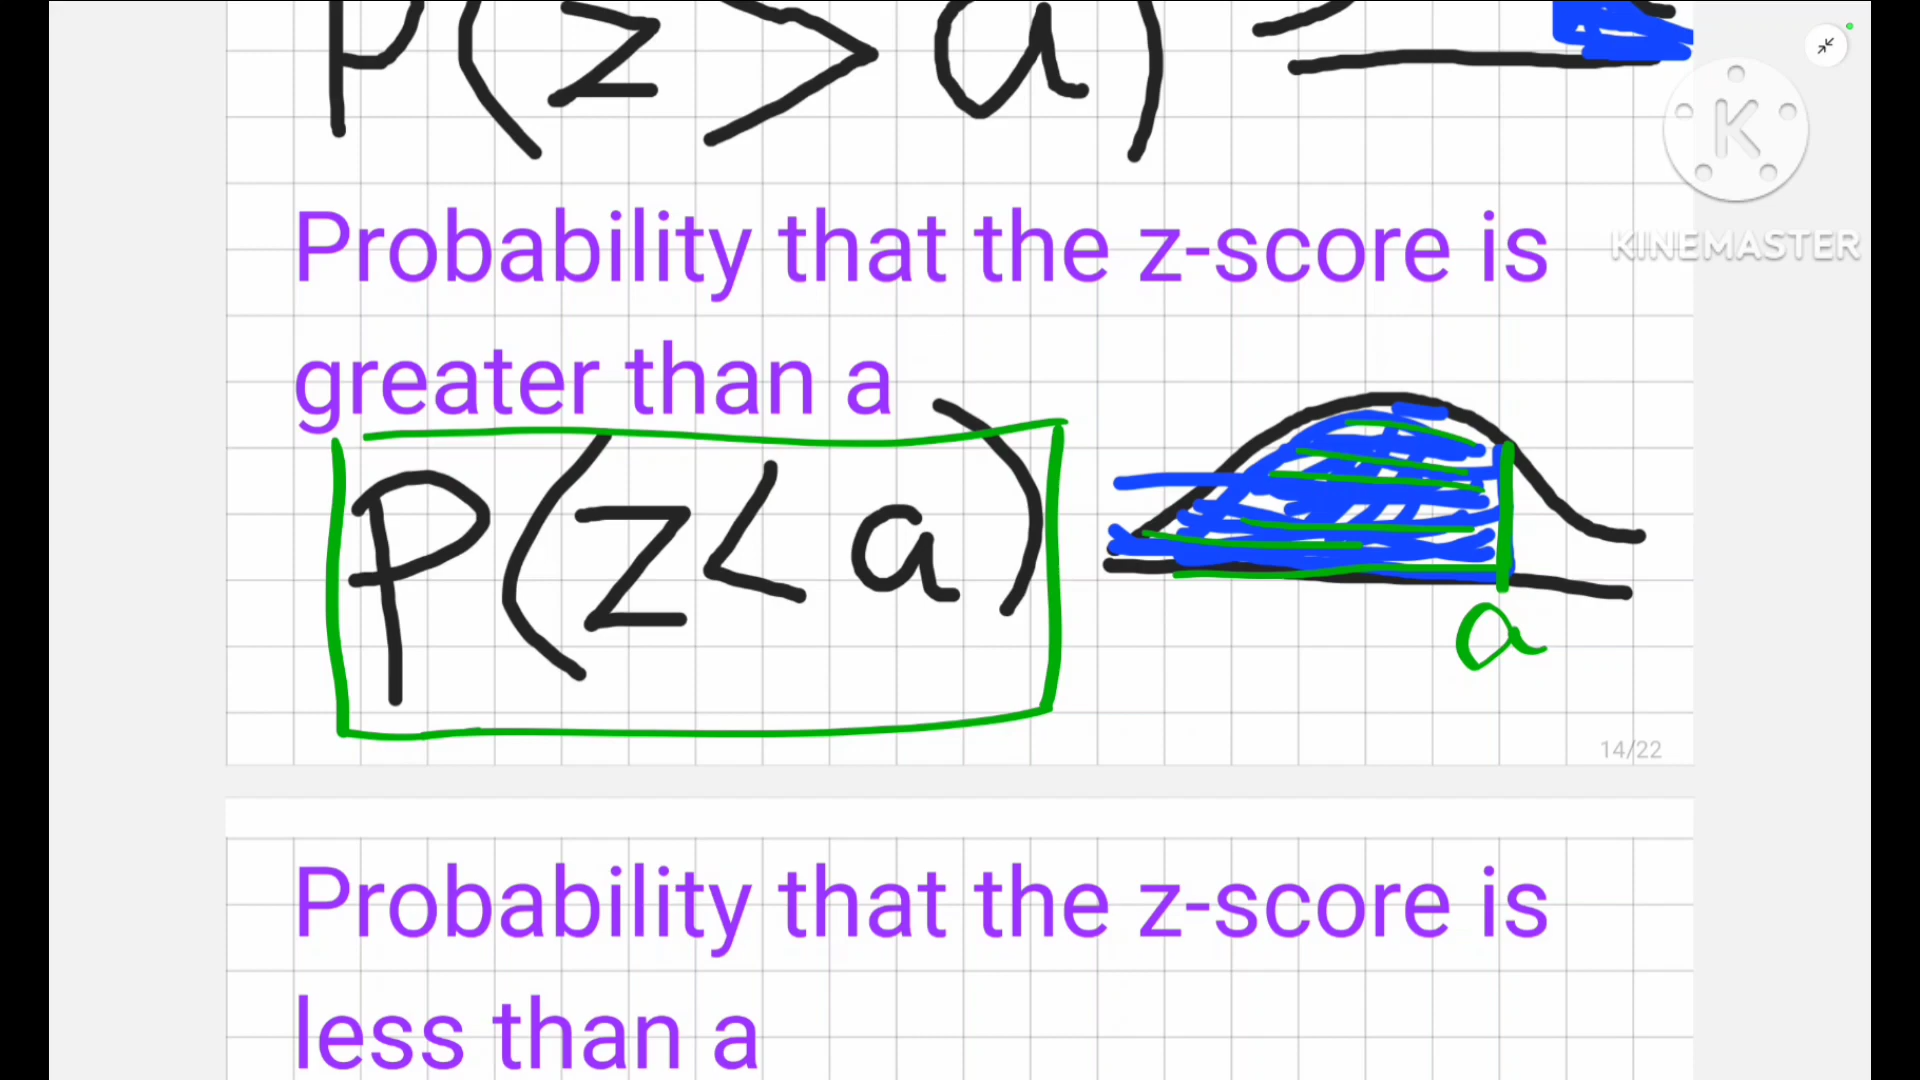 P(z>a)
K
KINEMASTER
Probability that the z-score is
greater than a
P(z<a)
a
14/22
Probability that the z-score is
less than a